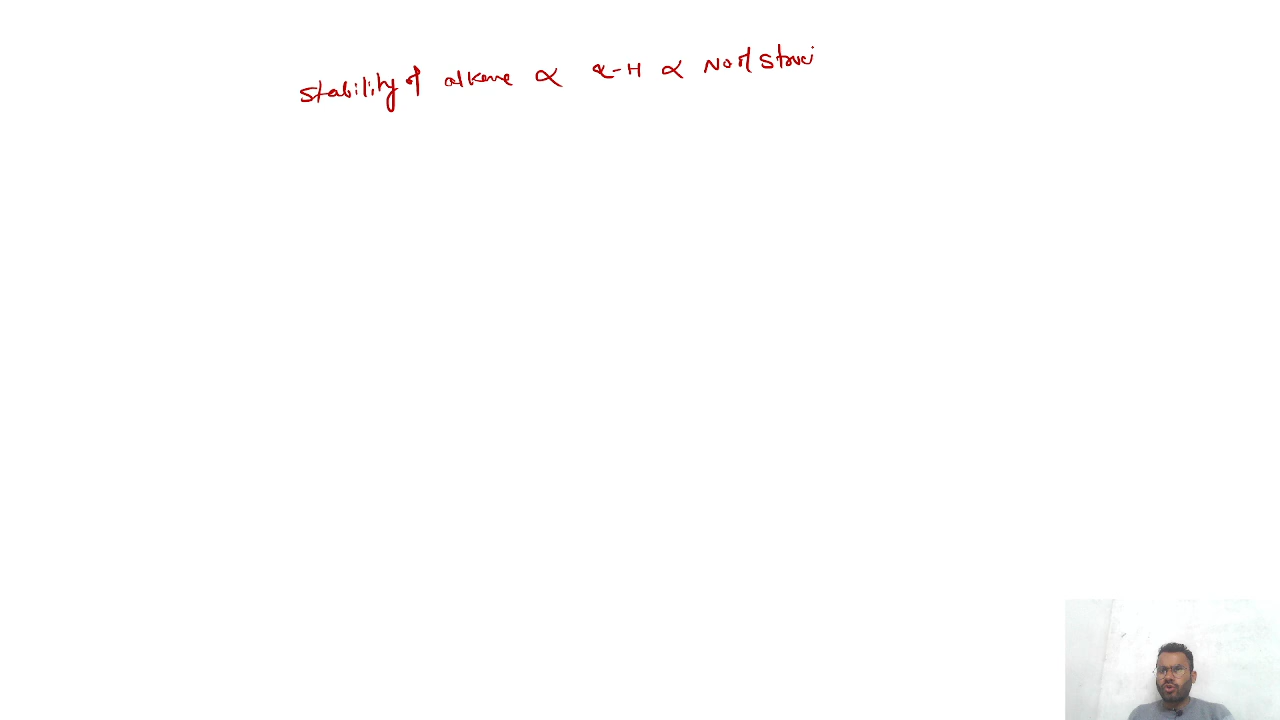 Stability of alkene ∝ α-H ∝ No of Struc